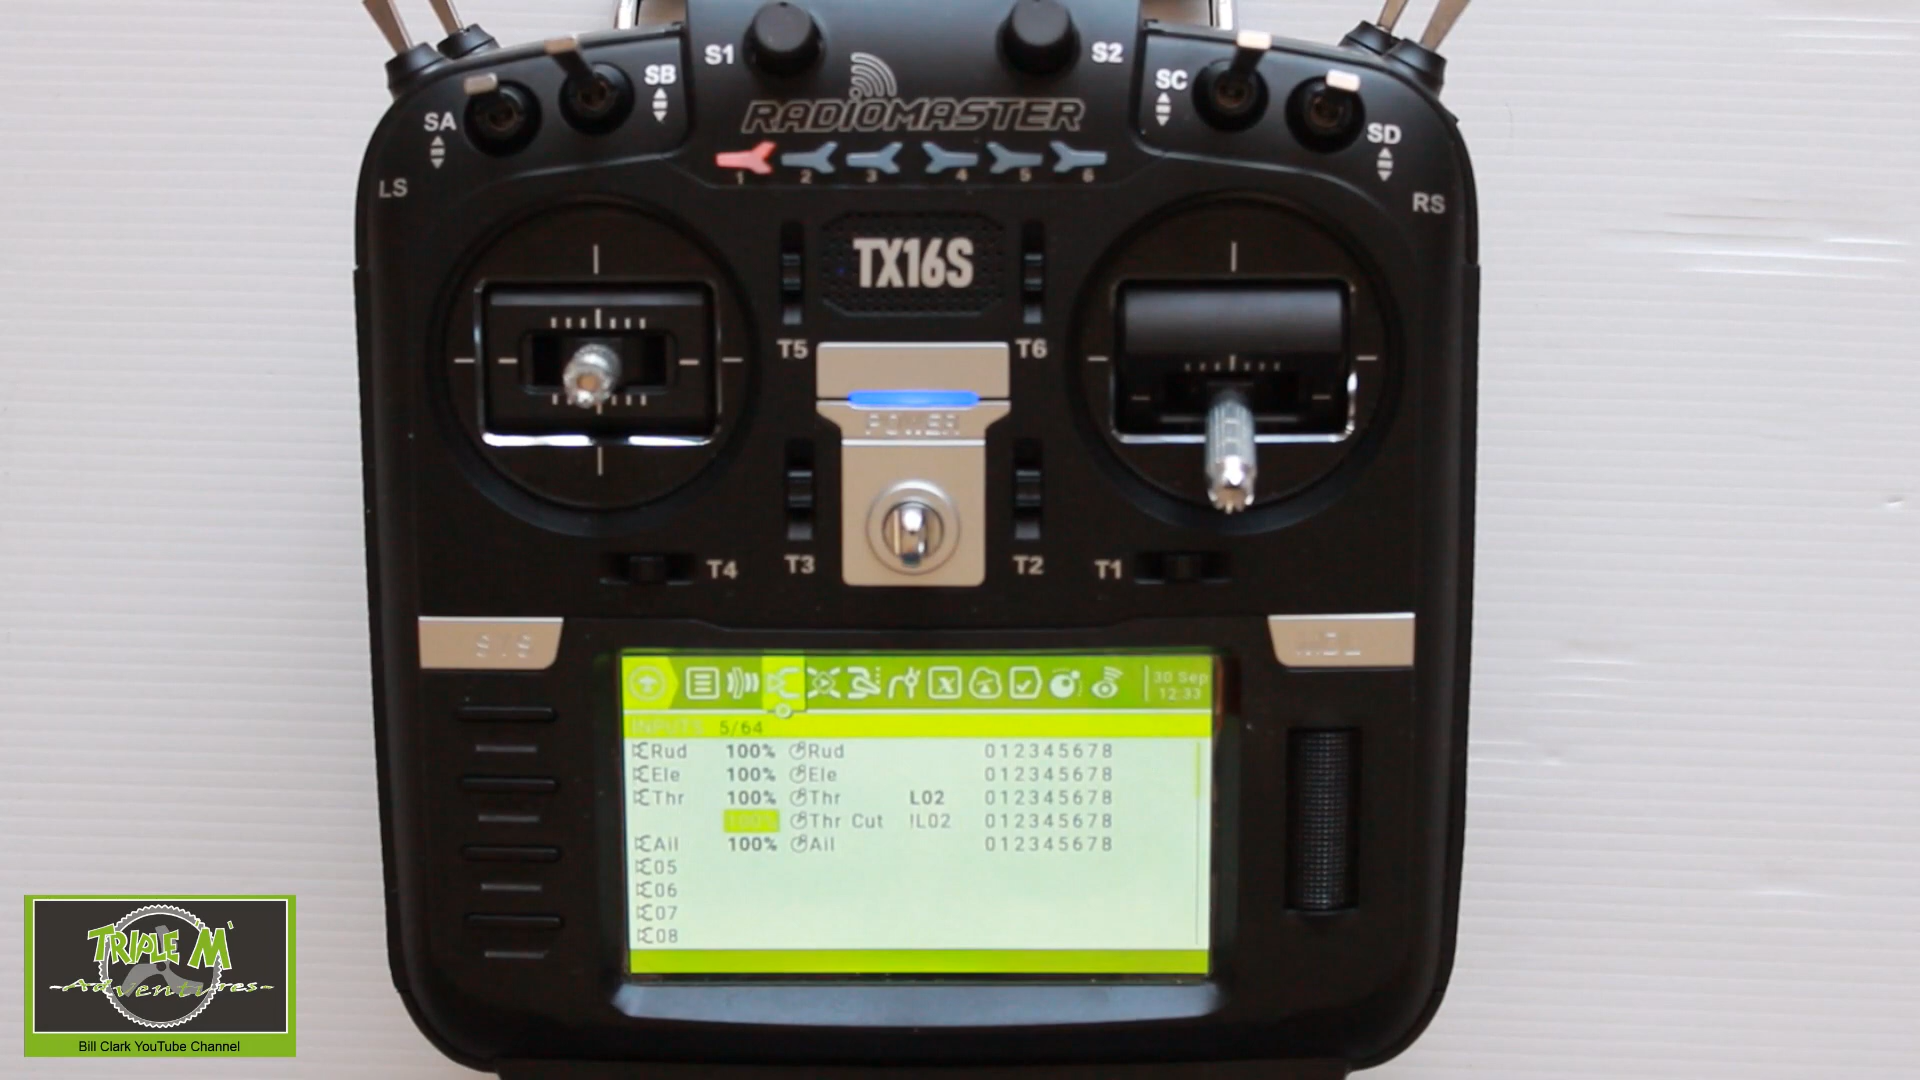 S1
S2
SB
SC
SA
SD
RADIOMASTER
1 2 3 4 5 6
LS
RS
TX16S
T5
T6
POWER
T4
T3
T2
T1
SYS
MDL
30 Sep
12:33
INPUTS 5/64
Rud 100% Rud 012345678
Ele 100% Ele 012345678
Thr 100% Thr L02 012345678
100% Thr Cut !L02 012345678
Ail 100% Ail 012345678
05
06
07
08
TRIPLE M
-Adventures-
Bill Clark YouTube Channel